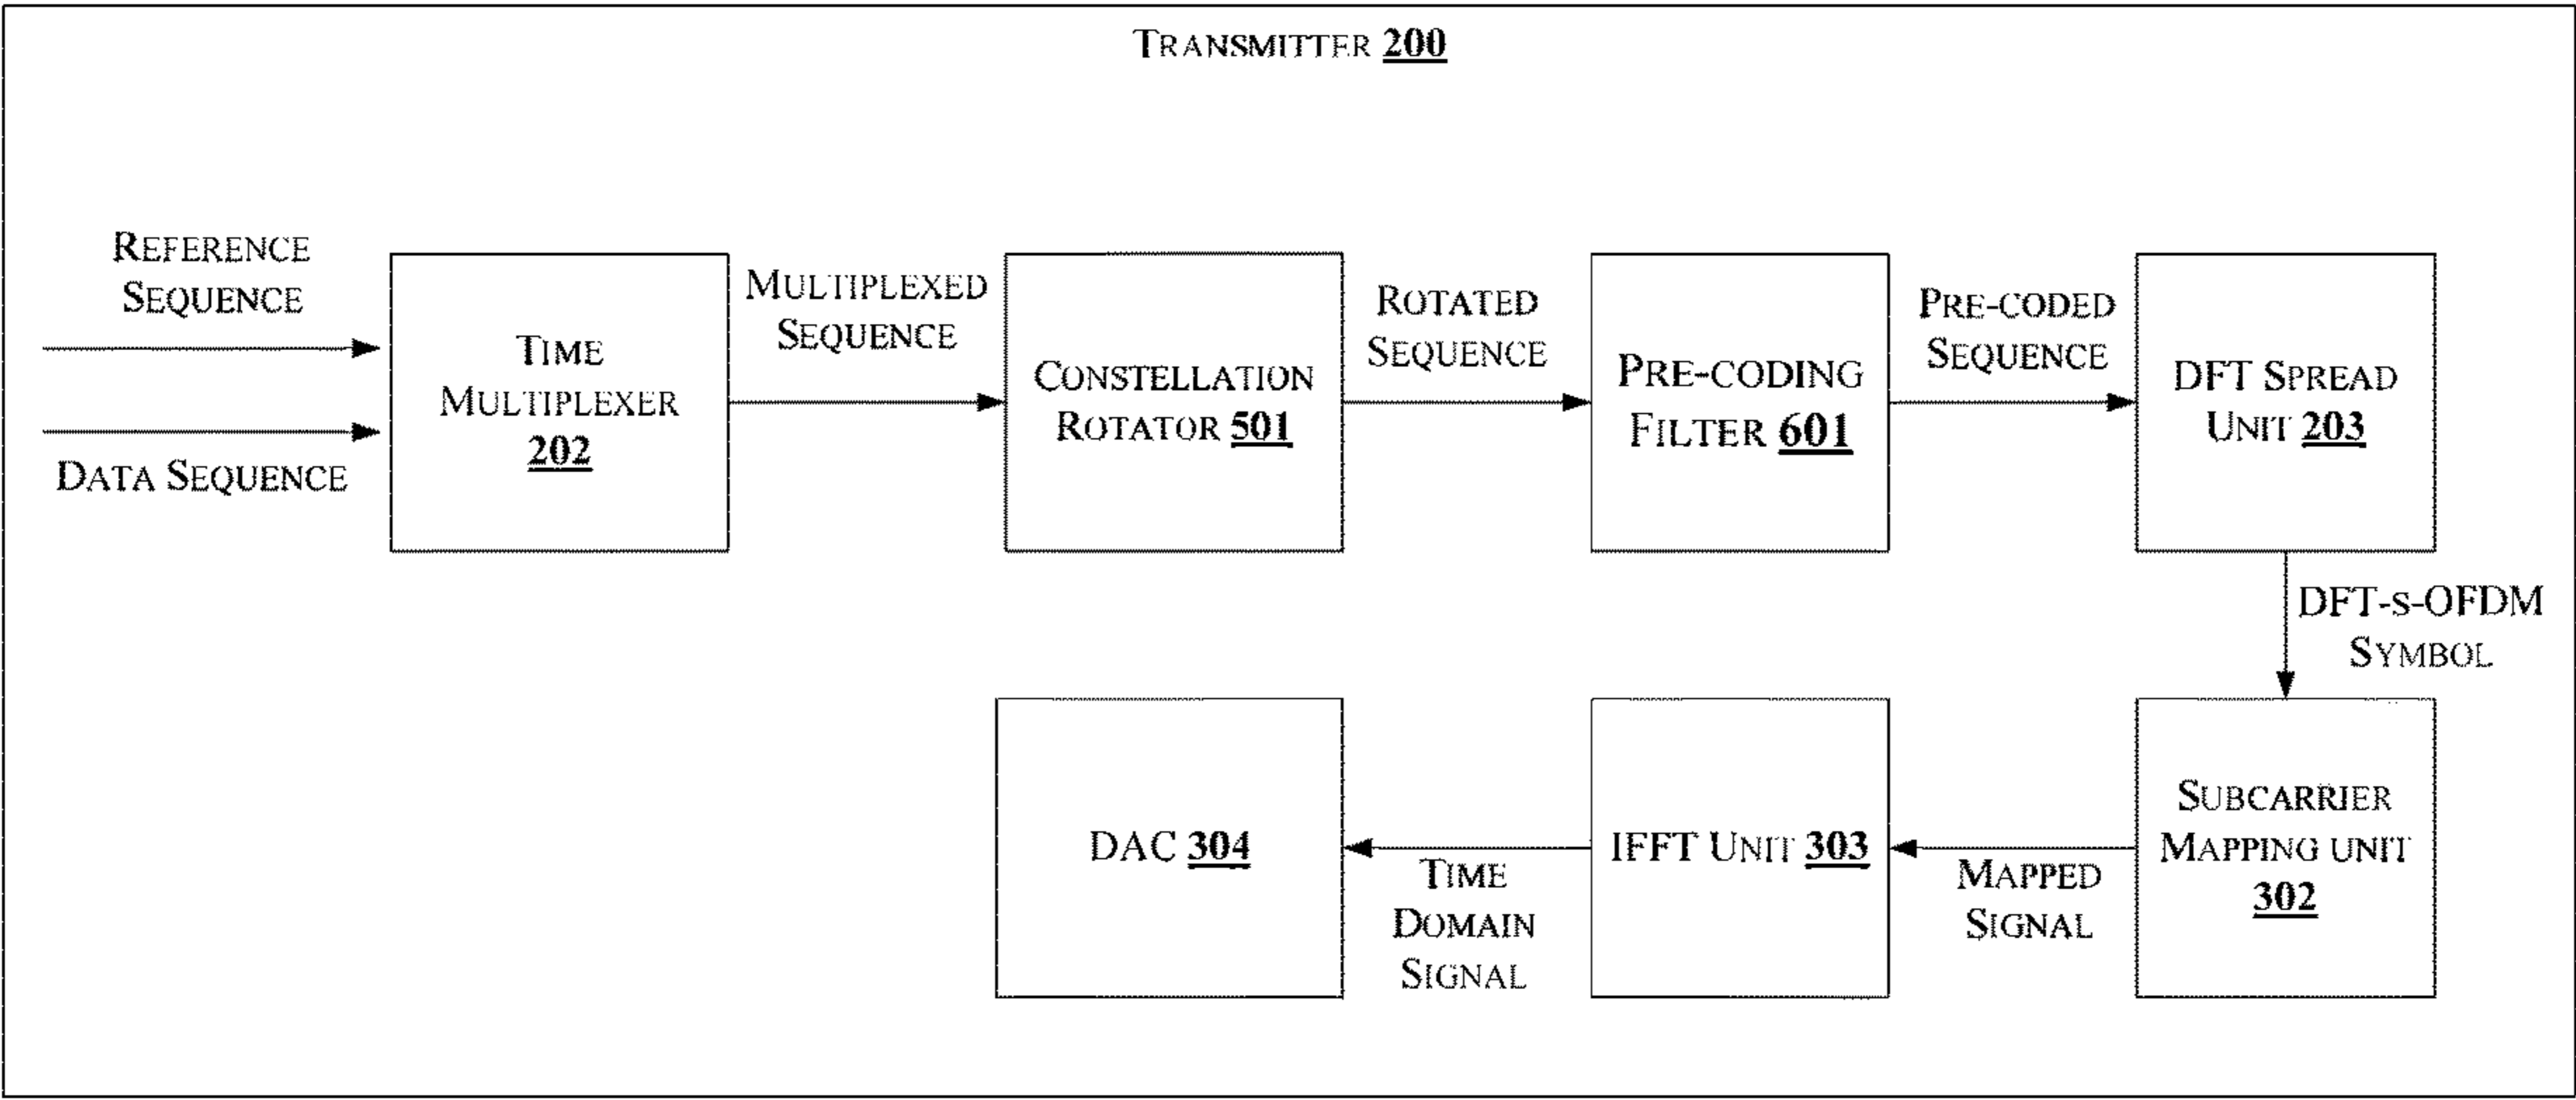 TRANSMITTER 200
REFERENCE
SEQUENCE
DATA SEQUENCE
TIME
MULTIPLEXER
202
MULTIPLEXED
SEQUENCE
CONSTELLATION
ROTATOR 501
ROTATED
SEQUENCE
PRE-CODING
FILTER 601
PRE-CODED
SEQUENCE
DFT SPREAD
UNIT 203
DFT-S-OFDM
SYMBOL
SUBCARRIER
MAPPING UNIT
302
MAPPED
SIGNAL
IFFT UNIT 303
TIME
DOMAIN
SIGNAL
DAC 304